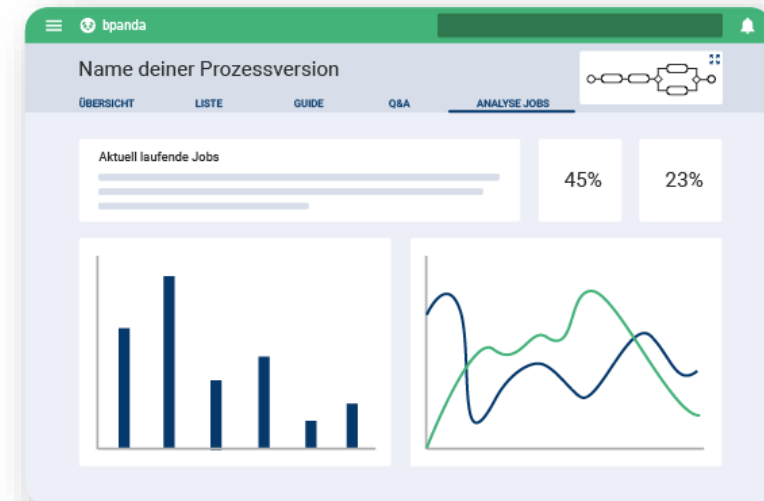 bpanda
Name deiner Prozessversion
ÜBERSICHT LISTE GUIDE Q&A ANALYSE JOBS
Aktuell laufende Jobs
45% 23%